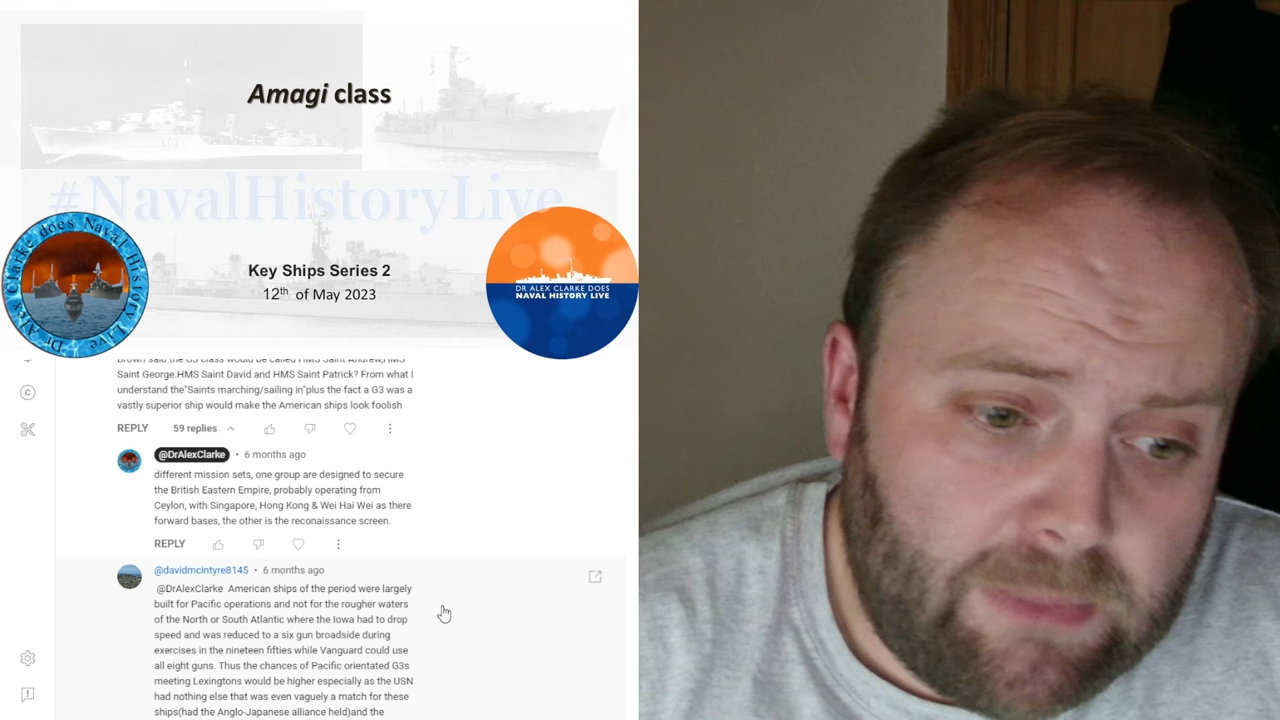 Amagi class
#NavalHistoryLive
Dr Alex Clarke does Naval History Live
Key Ships Series 2
12th of May 2023
DR ALEX CLARKE DOES
NAVAL HISTORY LIVE
Brown said the G3 class would be called HMS Saint Andrew,HMS
Saint George.HMS Saint David and HMS Saint Patrick? From what I
understand the"Saints marching/sailing in"plus the fact a G3 was a
vastly superior ship would make the American ships look foolish
REPLY 59 replies
@DrAlexClarke • 6 months ago
different mission sets, one group are designed to secure
the British Eastern Empire, probably operating from
Ceylon, with Singapore, Hong Kong & Wei Hai Wei as there
forward bases, the other is the reconaissance screen.
REPLY
@davidmcintyre8145 • 6 months ago
@DrAlexClarke American ships of the period were largely
built for Pacific operations and not for the rougher waters
of the North or South Atlantic where the Iowa had to drop
speed and was reduced to a six gun broadside during
exercises in the nineteen fifties while Vanguard could use
all eight guns. Thus the chances of Pacific orientated G3s
meeting Lexingtons would be higher especially as the USN
had nothing else that was even vaguely a match for these
ships(had the Anglo-Japanese alliance held)and the